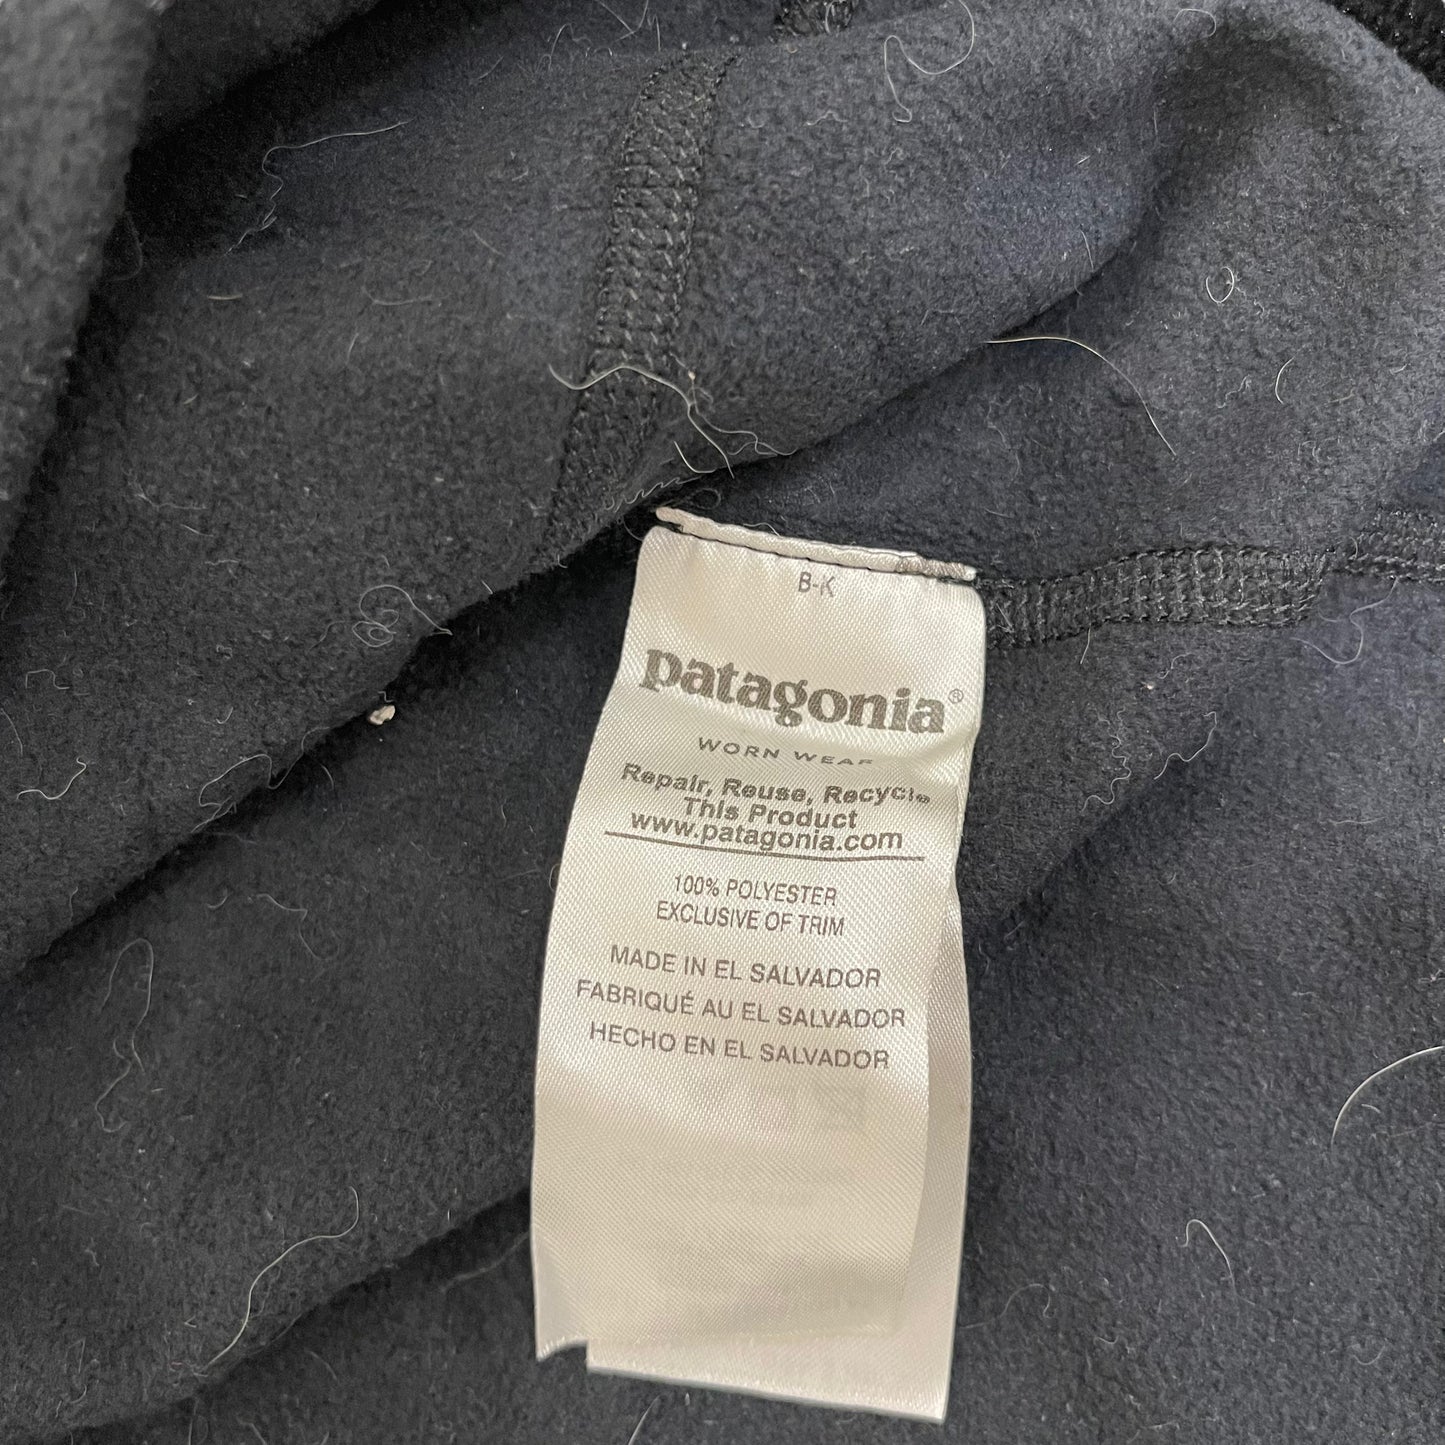 B-K
patagonia®
WORN WEAR
Repair, Reuse, Recycle
This Product
www.patagonia.com
100% POLYESTER
EXCLUSIVE OF TRIM
MADE IN EL SALVADOR
FABRIQUÉ AU EL SALVADOR
HECHO EN EL SALVADOR